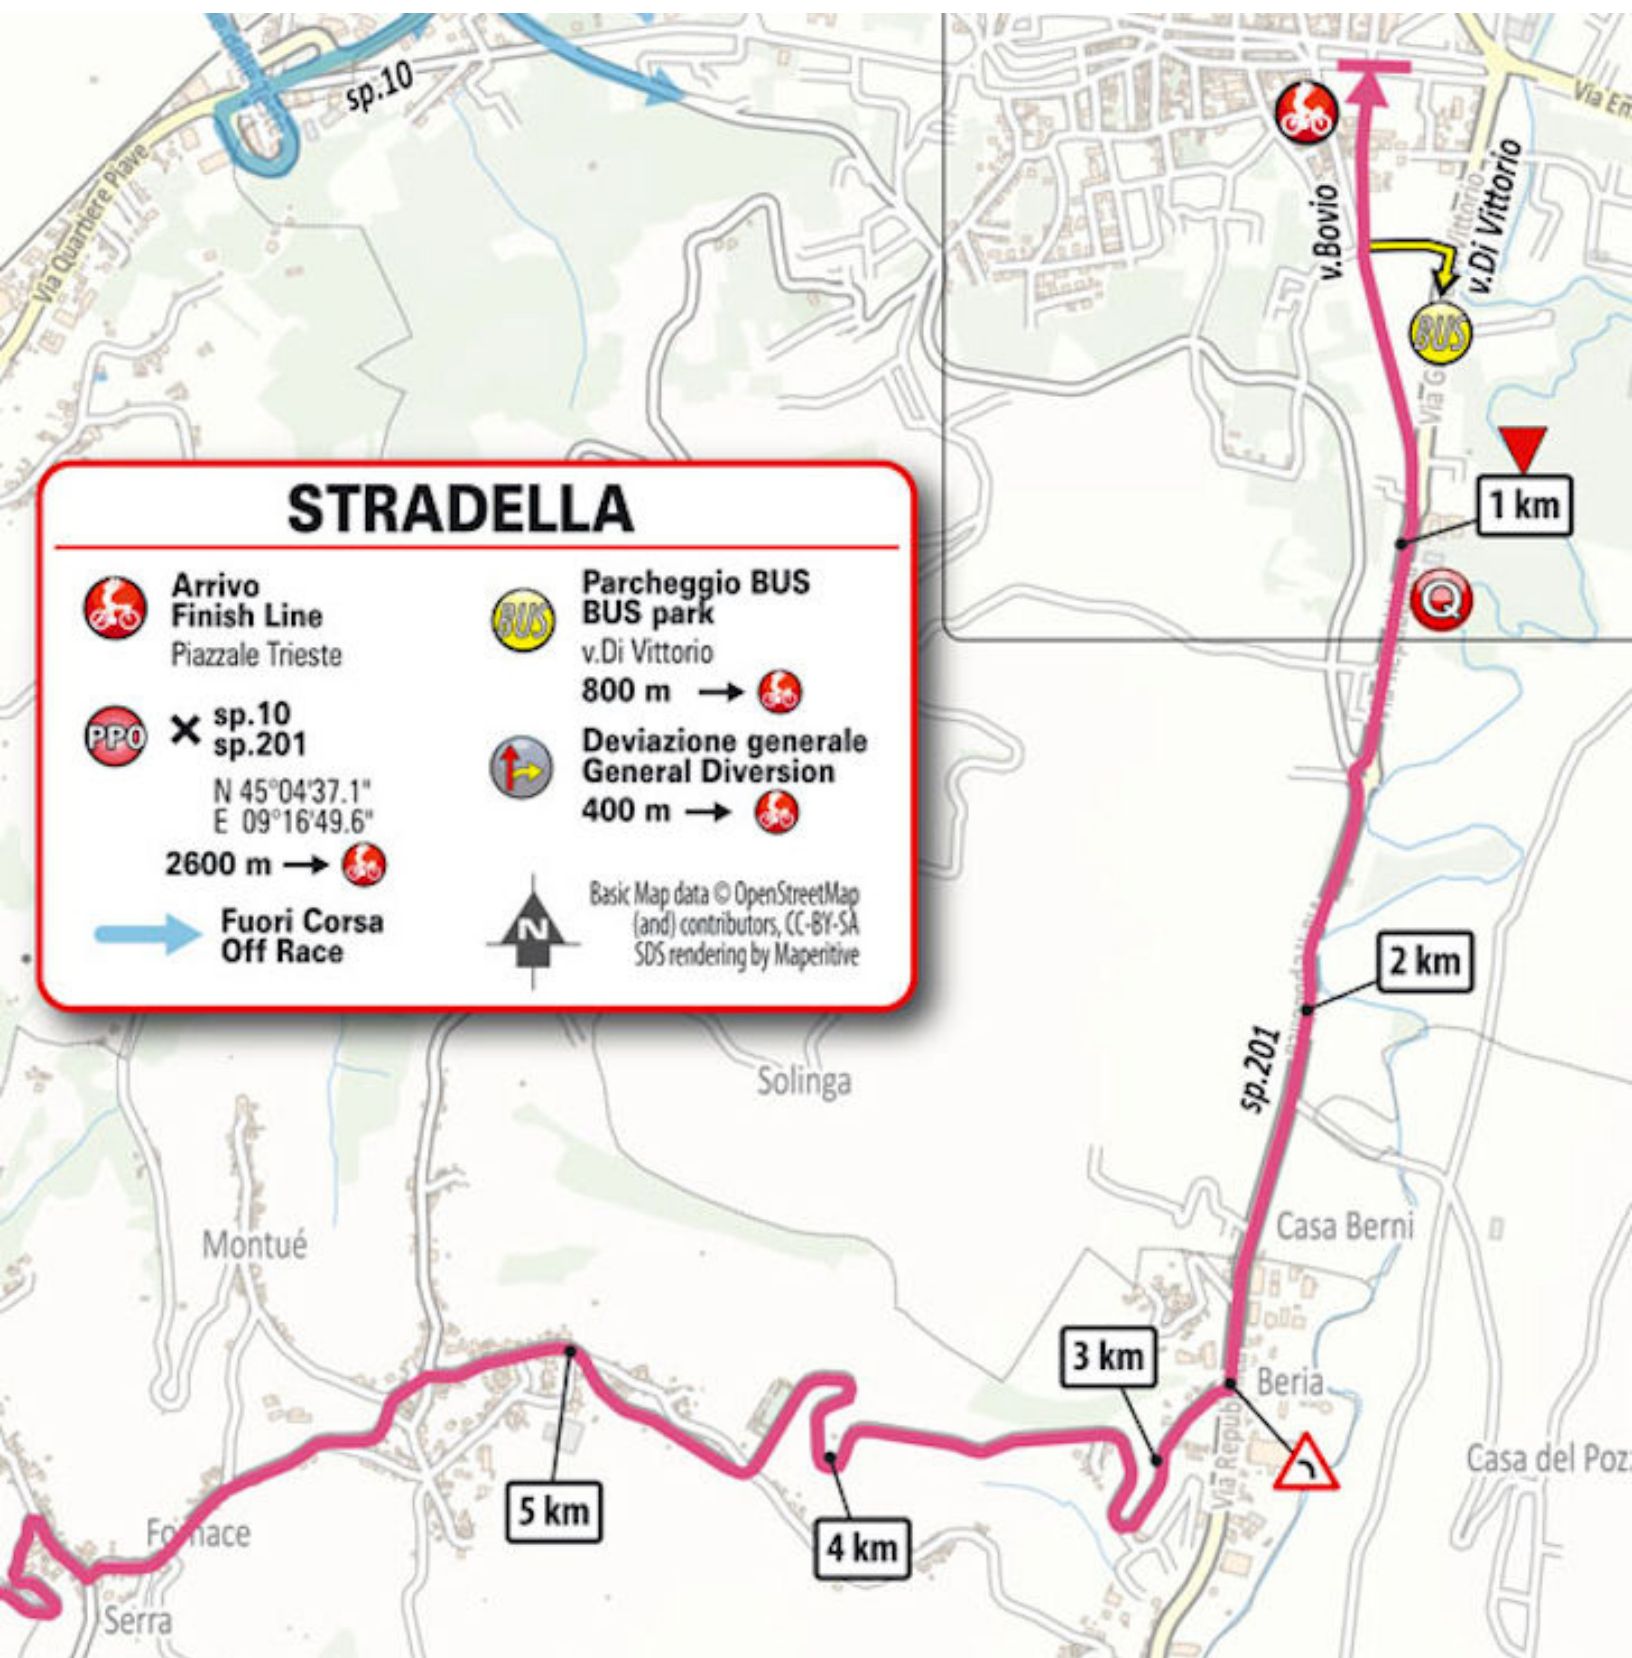 sp.10
Via Quartiere Piave
Via Em
v.Bovio
Vittorio
v.Di Vittorio
BUS
Via G
1 km
Q
STRADELLA
Arrivo
Finish Line
Piazzale Trieste
PPO
sp.10
sp.201
N 45°04'37.1"
E 09°16'49.6"
2600 m
Fuori Corsa
Off Race
BUS
Parcheggio BUS
BUS park
v.Di Vittorio
800 m
Deviazione generale
General Diversion
400 m
N
Basic Map data © OpenStreetMap
(and) contributors, CC-BY-SA
SDS rendering by Maperitive
2 km
sp.201
Solinga
Montué
Casa Berni
3 km
Beria
Via Repub
Casa del Poz
5 km
4 km
Fornace
Serra